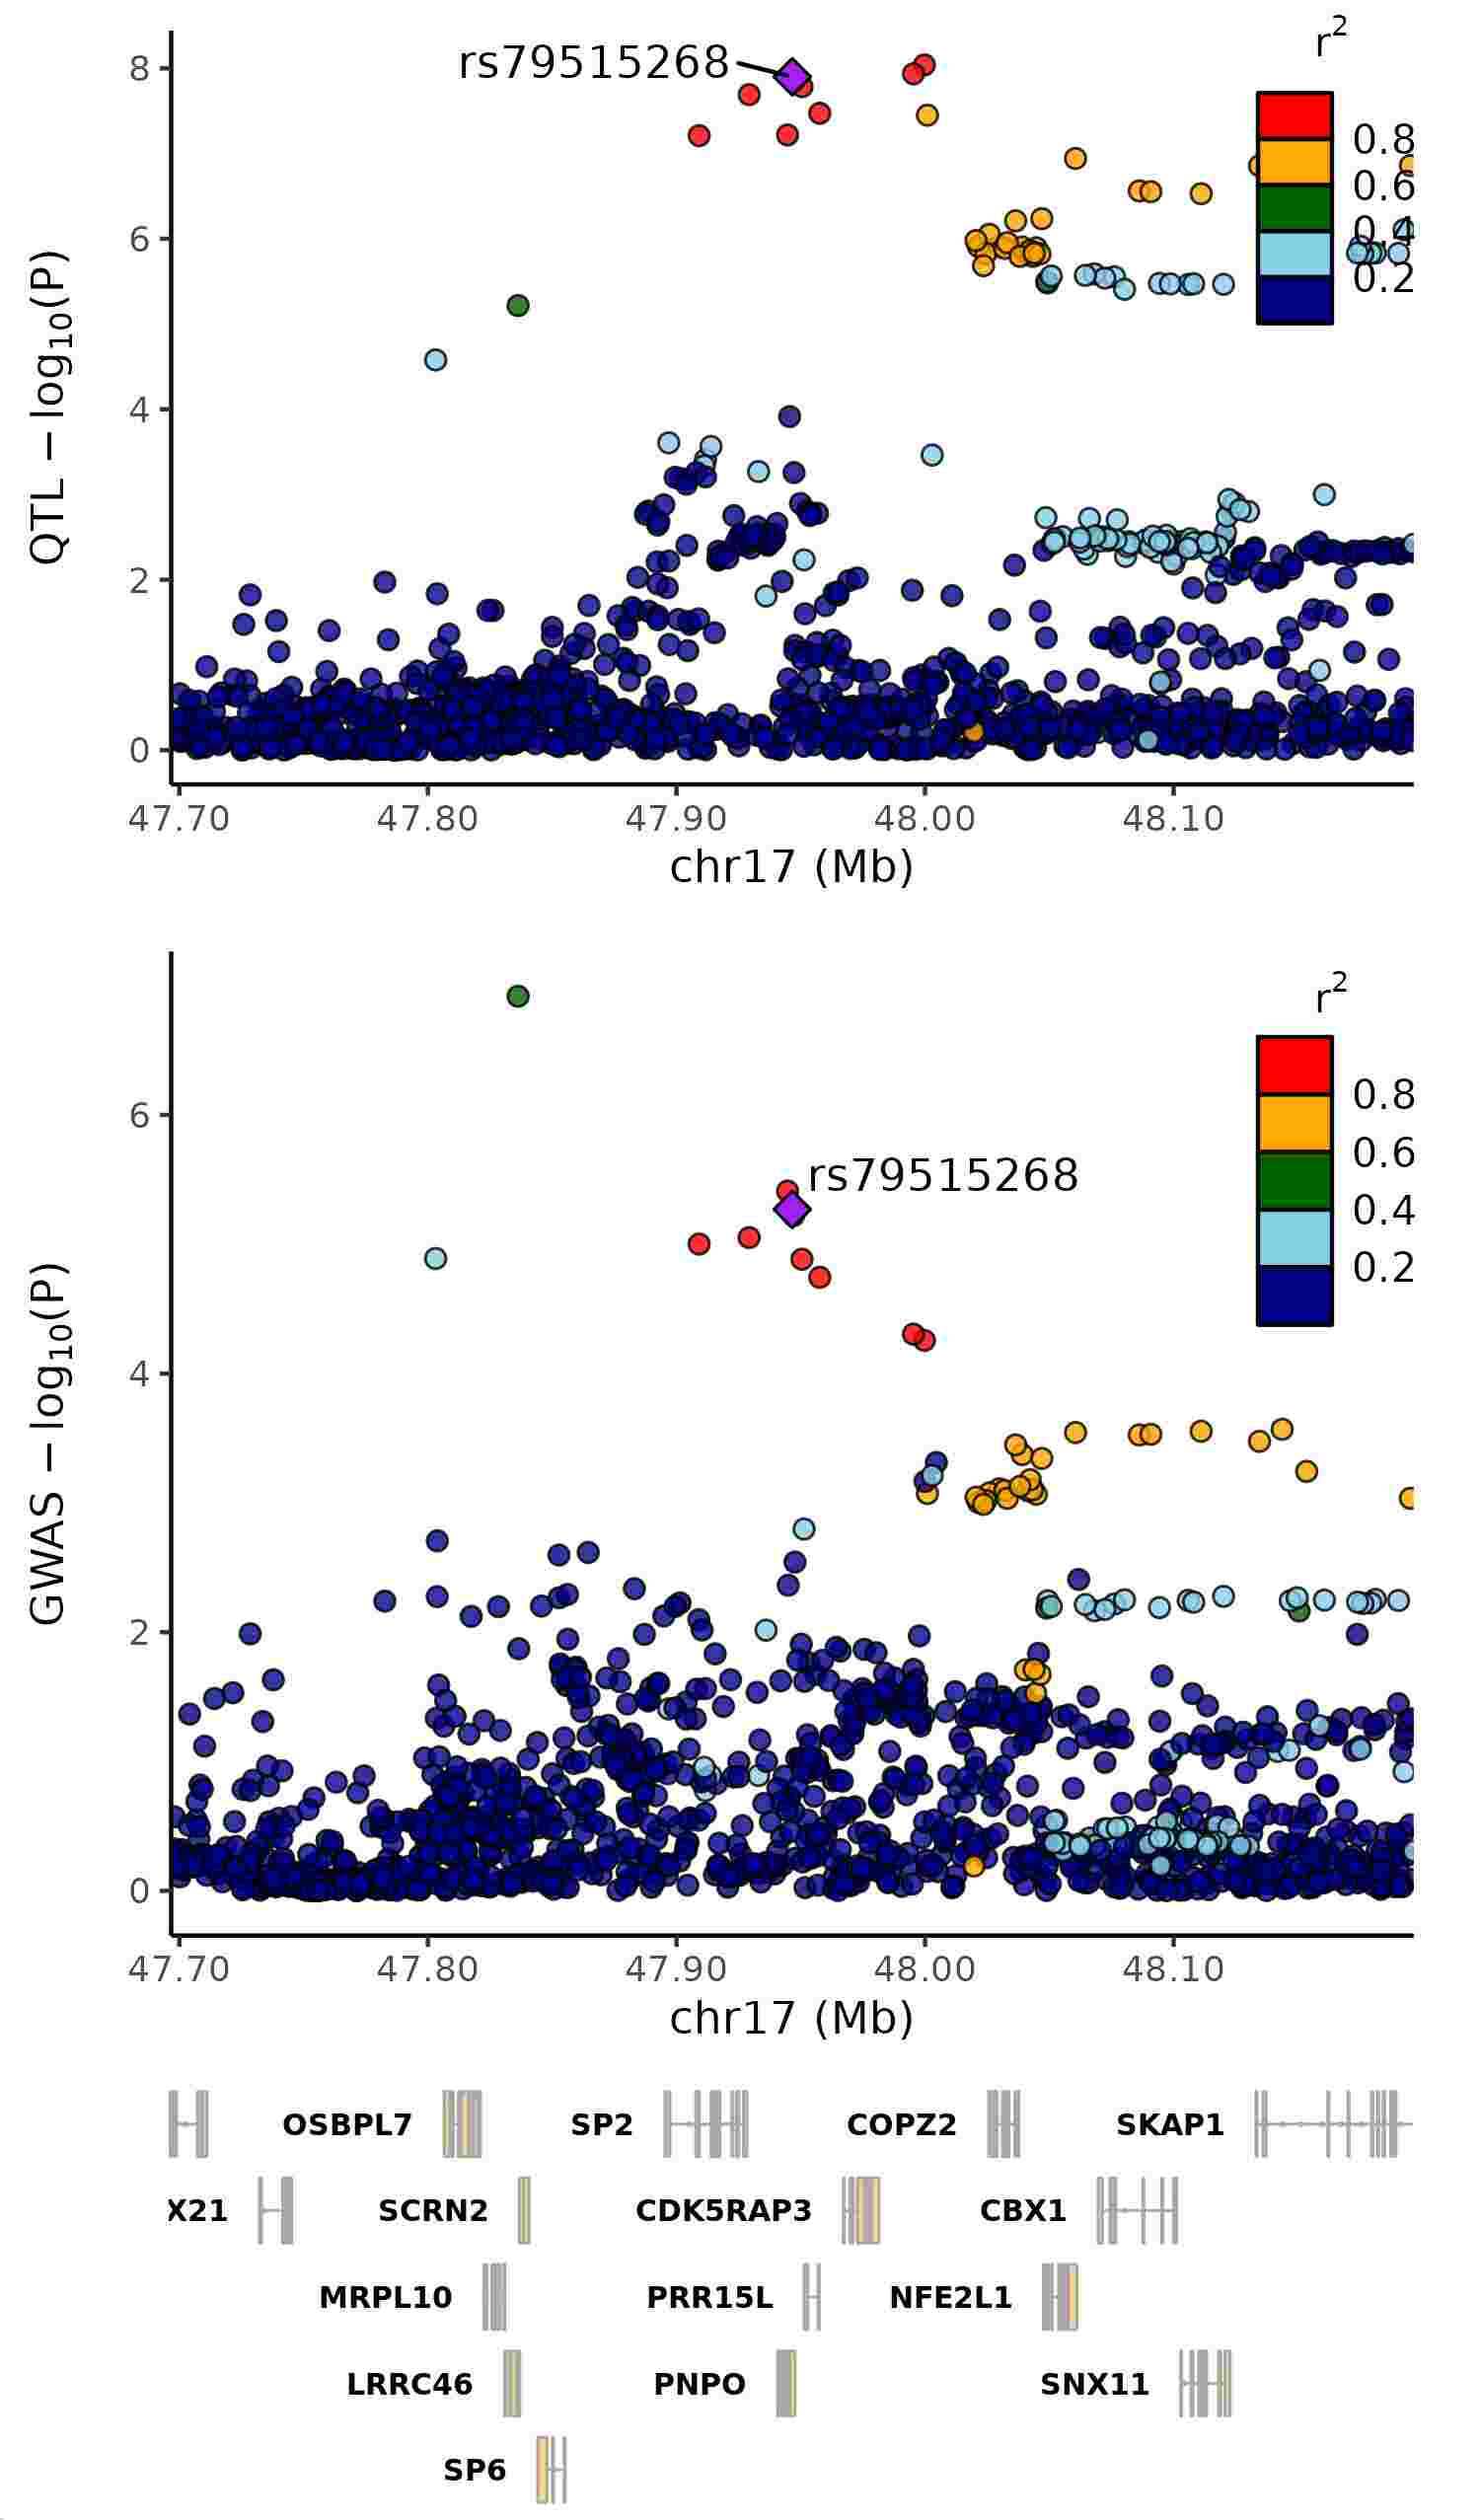 r²
rs79515268
8
6
4
2
0
QTL − log₁₀(P)
0.8
0.6
0.4
0.2
47.70 47.80 47.90 48.00 48.10
chr17 (Mb)
r²
rs79515268
6
4
2
0
GWAS − log₁₀(P)
0.8
0.6
0.4
0.2
47.70 47.80 47.90 48.00 48.10
chr17 (Mb)
OSBPL7 SP2 COPZ2 SKAP1
X21 SCRN2 CDK5RAP3 CBX1
MRPL10 PRR15L NFE2L1
LRRC46 PNPO SNX11
SP6